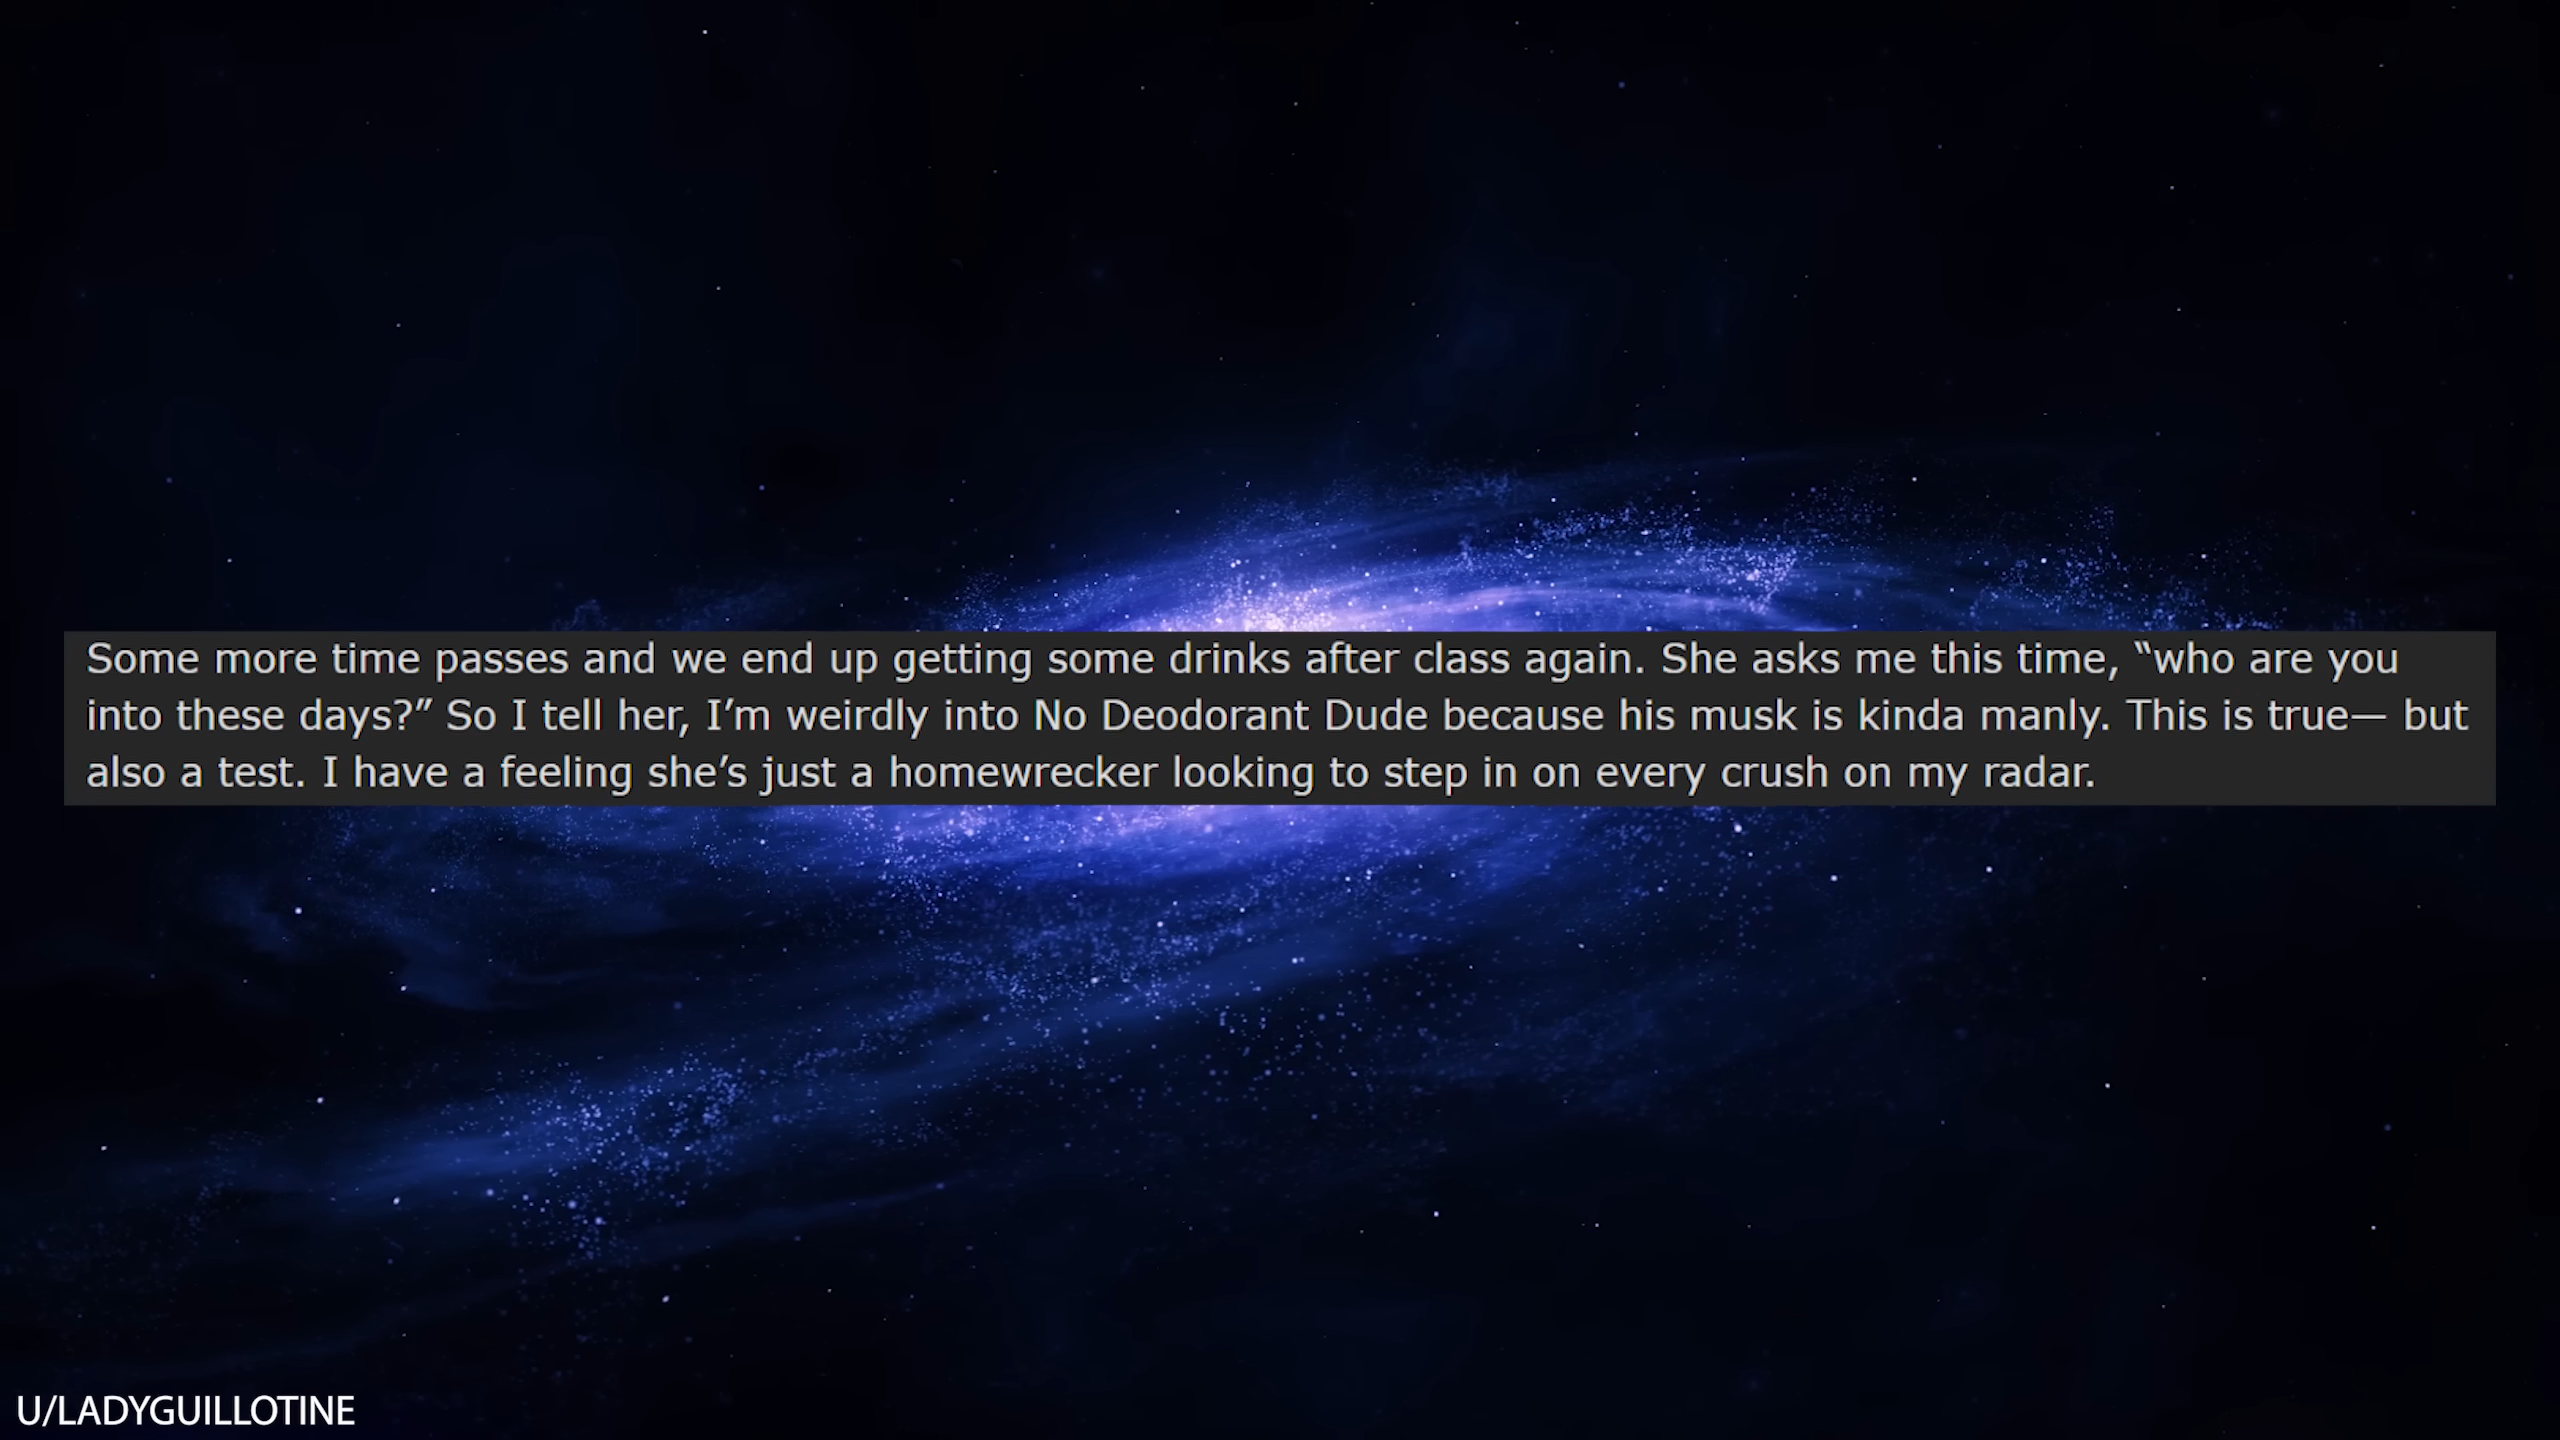 Some more time passes and we end up getting some drinks after class again. She asks me this time, “who are you
into these days?” So I tell her, I’m weirdly into No Deodorant Dude because his musk is kinda manly. This is true— but
also a test. I have a feeling she’s just a homewrecker looking to step in on every crush on my radar.
U/LADYGUILLOTINE